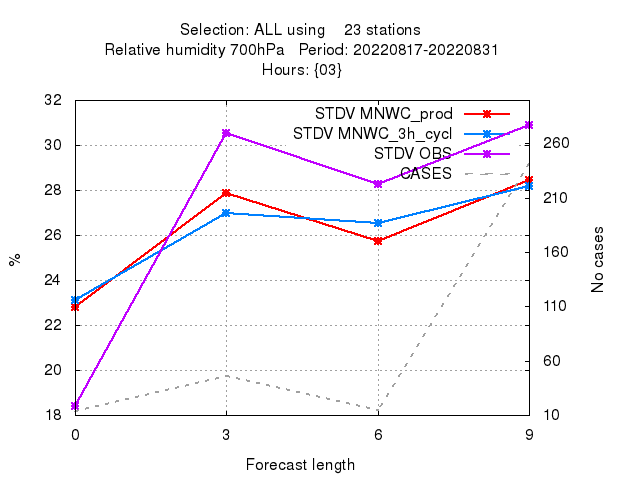 Selection: ALL using 23 stations
Relative humidity 700hPa Period: 20220817-20220831
Hours: {03}
32
30
28
26
24
22
20
18
%
STDV MNWC_prod
STDV MNWC_3h_cycl
STDV OBS
CASES
260
210
160
110
60
10
No cases
0 3 6 9
Forecast length